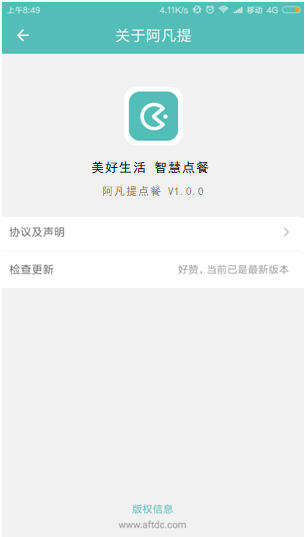 上午8:49 4.11K/s 移动 4G
关于阿凡提
美好生活 智慧点餐
阿凡提点餐 V1.0.0
协议及声明
检查更新 好赞，当前已是最新版本
版权信息
www.aftdc.com